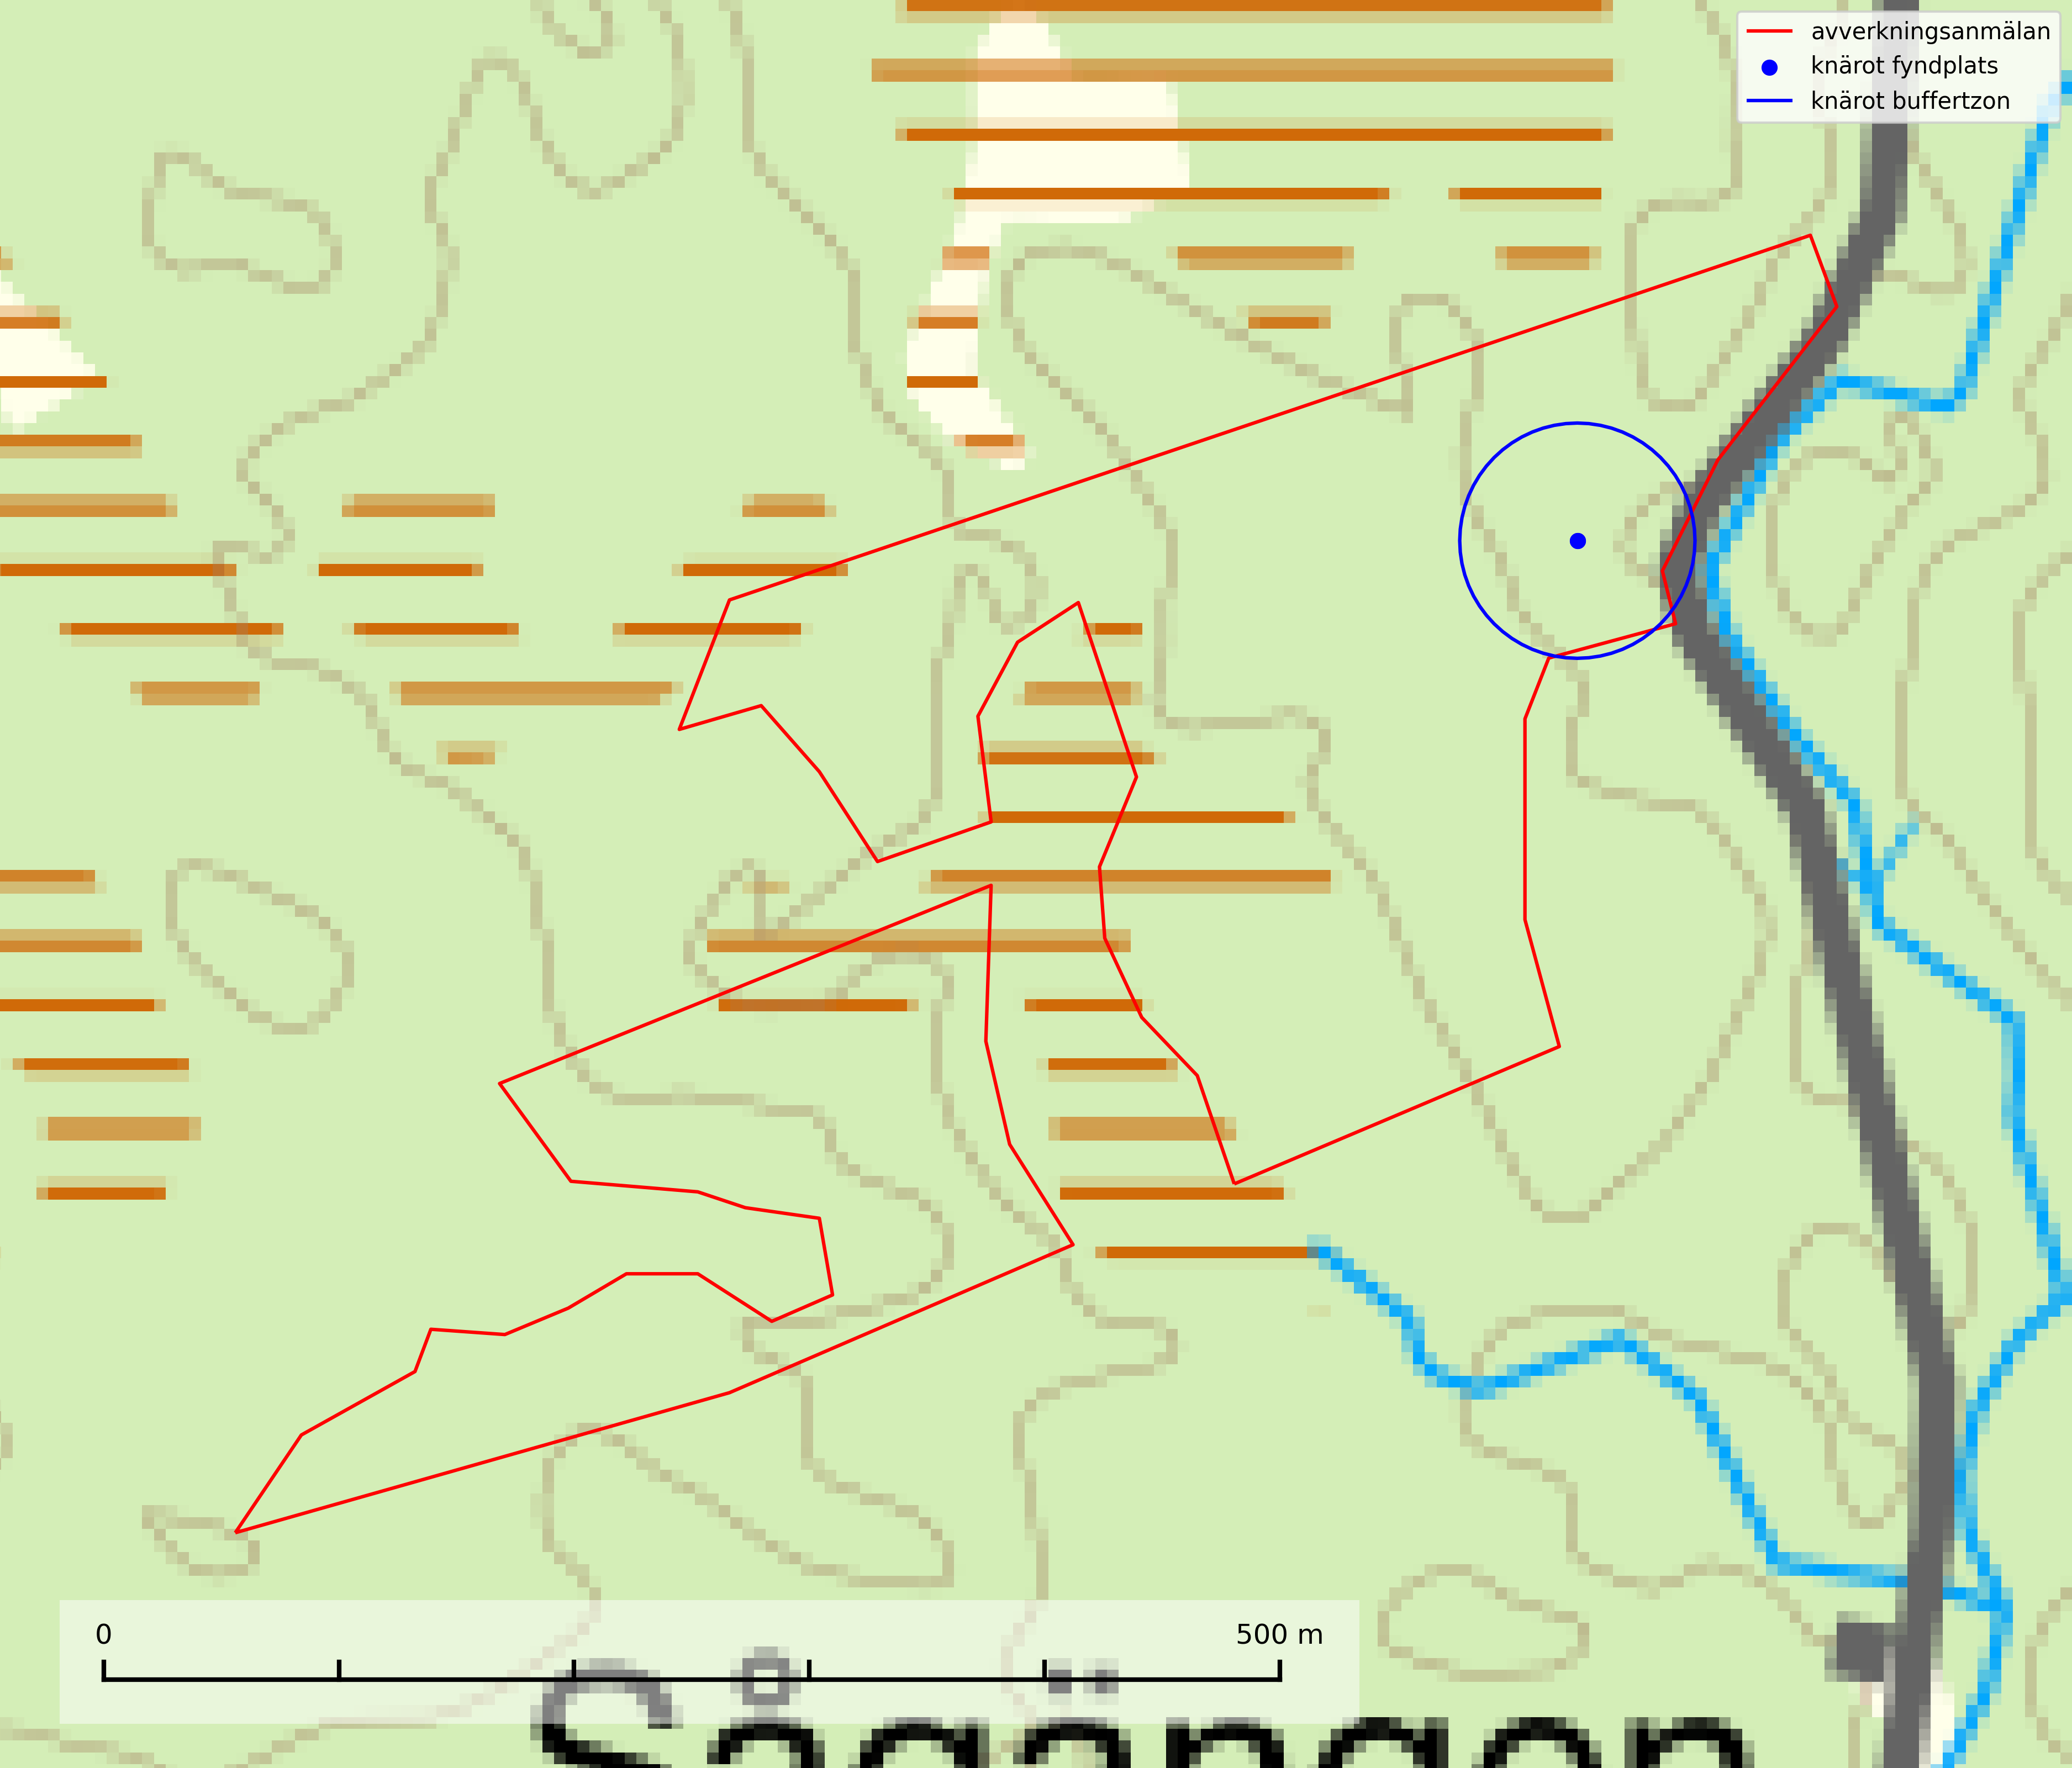 avverkningsanmälan
knärot fyndplats
knärot buffertzon
0
500 m